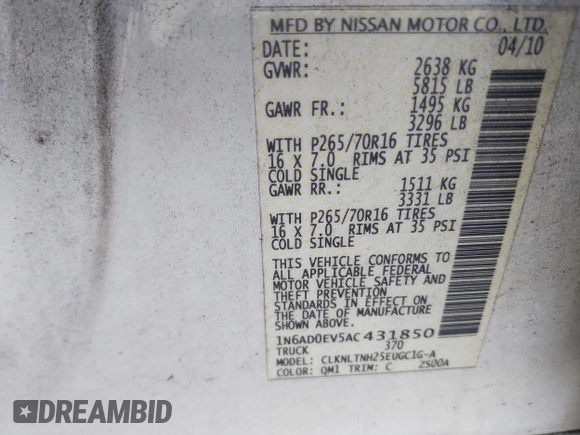 MFD BY NISSAN MOTOR CO., LTD.
DATE: 04/10
GVWR: 2638 KG
5815 LB
GAWR FR.: 1495 KG
3296 LB
WITH P265/70R16 TIRES
16 X 7.0 RIMS AT 35 PSI
COLD SINGLE
GAWR RR.: 1511 KG
3331 LB
WITH P265/70R16 TIRES
16 X 7.0 RIMS AT 35 PSI
COLD SINGLE
THIS VEHICLE CONFORMS TO
ALL APPLICABLE FEDERAL
MOTOR VEHICLE SAFETY AND
THEFT PREVENTION
STANDARDS IN EFFECT ON
THE DATE OF MANUFACTURE
1N6AD0EV5AC431850
TRUCK 370
MODEL: CLKNLTNH25EUGC1G-A
COLOR: QM1 TRIM: C ZS00A
DREAMBID